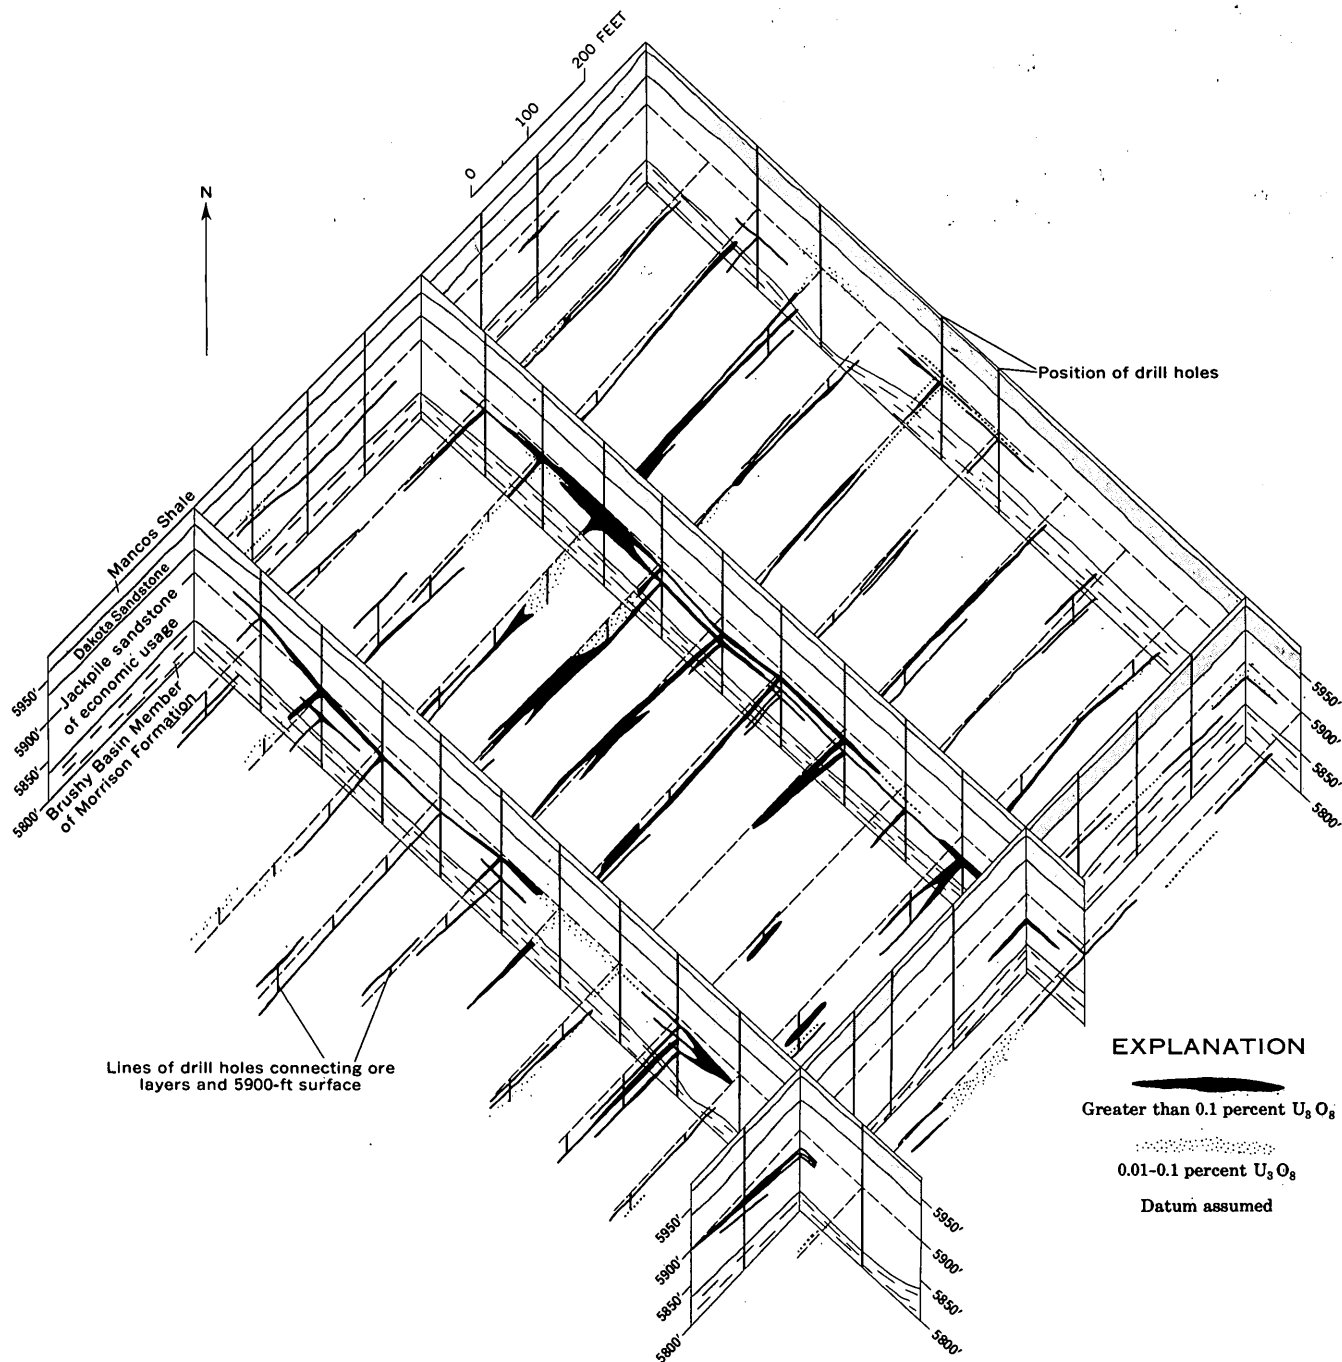 200 FEET
100
0
N
Position of drill holes
Mancos Shale
Dakota Sandstone
Jackpile sandstone
of economic usage
Brushy Basin Member
of Morrison Formation
5950'
5900'
5850'
5800'
5950'
5900'
5850'
5800'
Lines of drill holes connecting ore
layers and 5900-ft surface
EXPLANATION
Greater than 0.1 percent U₃O₈
0.01-0.1 percent U₃O₈
Datum assumed
5950'
5900'
5850'
5800'
5950'
5900'
5850'
5800'